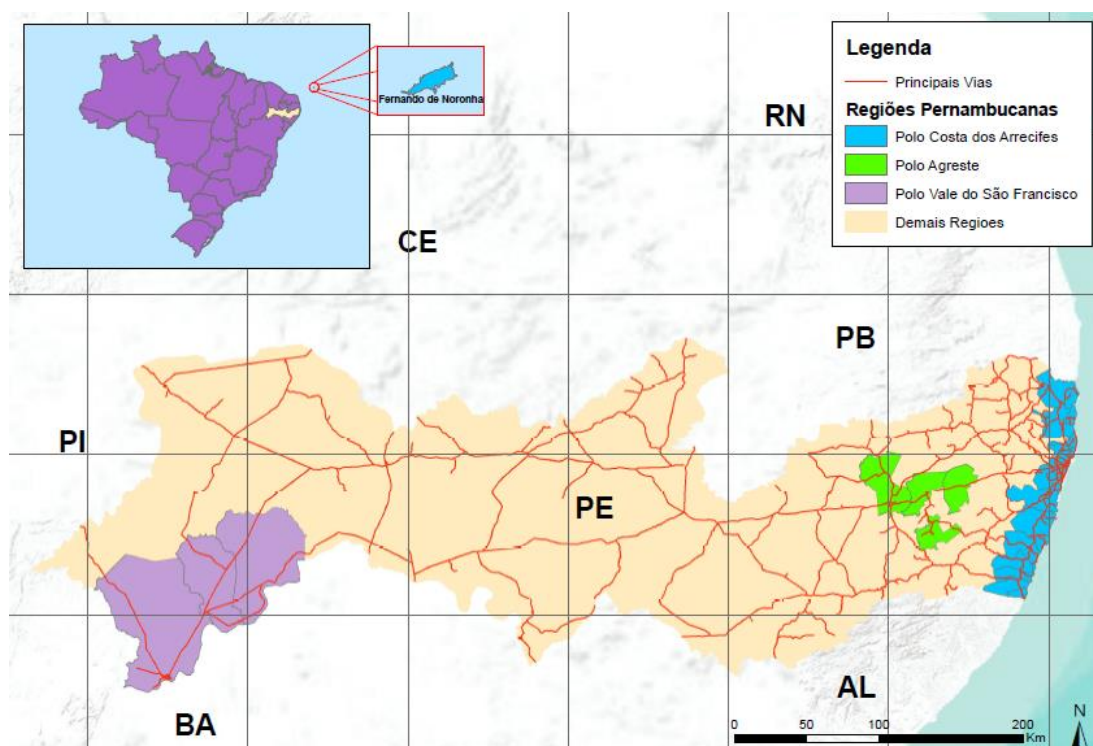 Fernando de Noronha
Legenda
Principais Vias
Regiões Pernambucanas
Polo Costa dos Arrecifes
Polo Agreste
Polo Vale do São Francisco
Demais Regioes
RN
CE
PB
PI
PE
AL
BA
N
0 50 100 200
Km